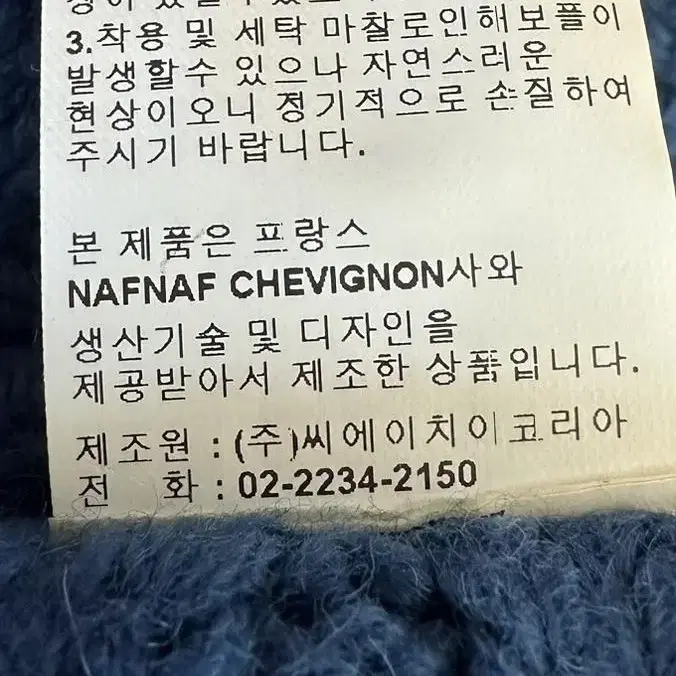 3.착용 및 세탁 마찰로인해보플이
발생할수 있으나 자연스러운
현상이오니 정기적으로 손질하여
주시기 바랍니다.
본 제품은 프랑스
NAFNAF CHEVIGNON사와
생산기술 및 디자인을
제공받아서 제조한 상품입니다.
제조원 : (주)씨에이치이코리아
전 화 : 02-2234-2150